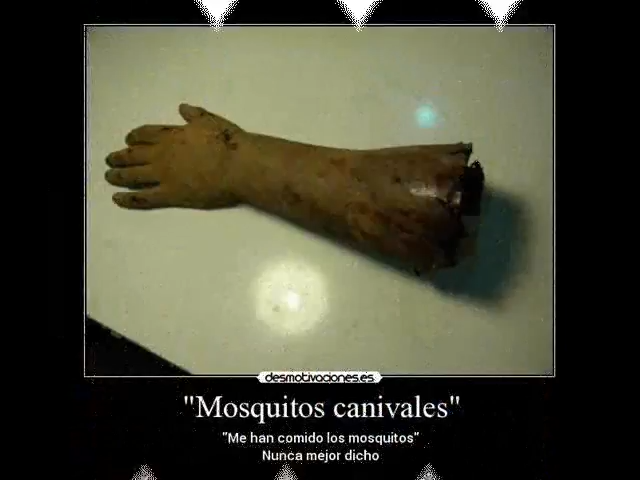 desmotivaciones.es
"Mosquitos canivales"
"Me han comido los mosquitos"
Nunca mejor dicho